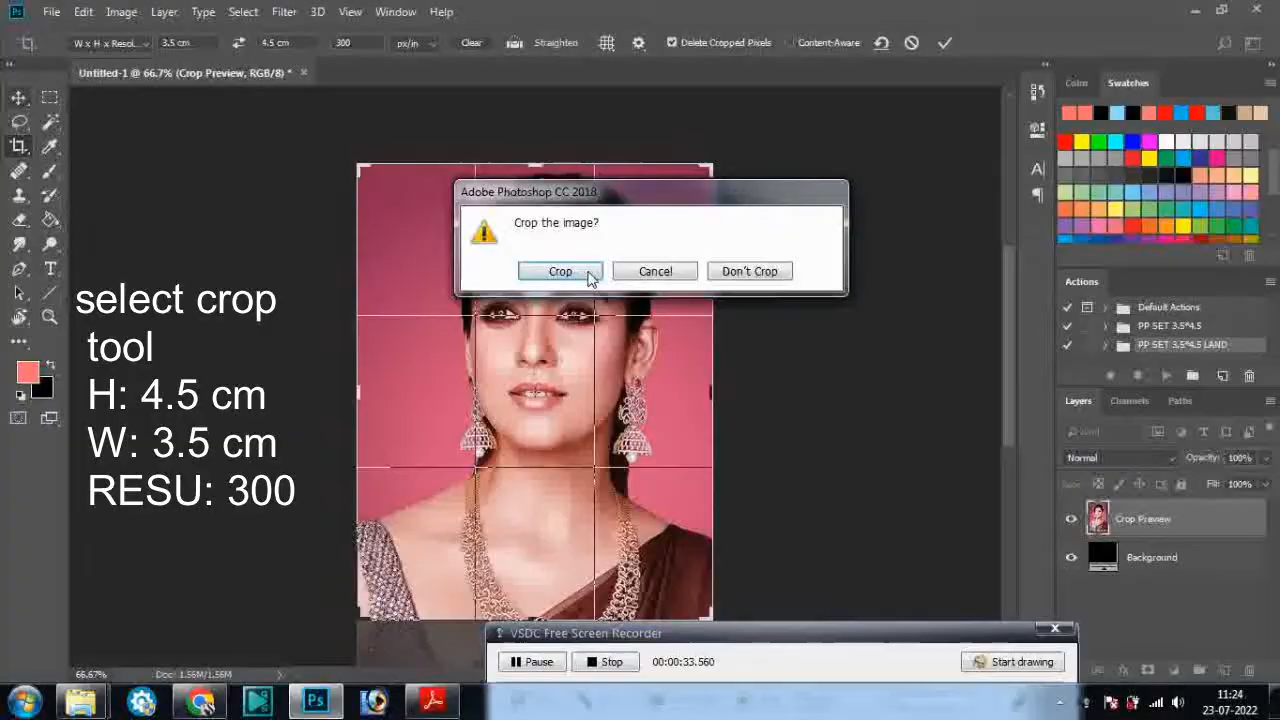 Ps File Edit Image Layer Type Select Filter 3D View Window Help
W x H x Resol... 3.5 cm 4.5 cm 300 px/in Clear Straighten Delete Cropped Pixels Content-Aware
Untitled-1 @ 66.7% (Crop Preview, RGB/8) * ×
Color Swatches
Adobe Photoshop CC 2018
Crop the image?
Crop Cancel Don't Crop
select crop
tool
H: 4.5 cm
W: 3.5 cm
RESU: 300
Actions
Default Actions
PP SET 3.5*4.5
PP SET 3.5*4.5 LAND
Layers Channels Paths
Normal Opacity: 100%
Fill: 100%
Crop Preview
Background
VSDC Free Screen Recorder
Pause Stop 00:00:33.560 Start drawing
66.67% Doc: 1.56M/1.56M
Ps
11:24
23-07-2022